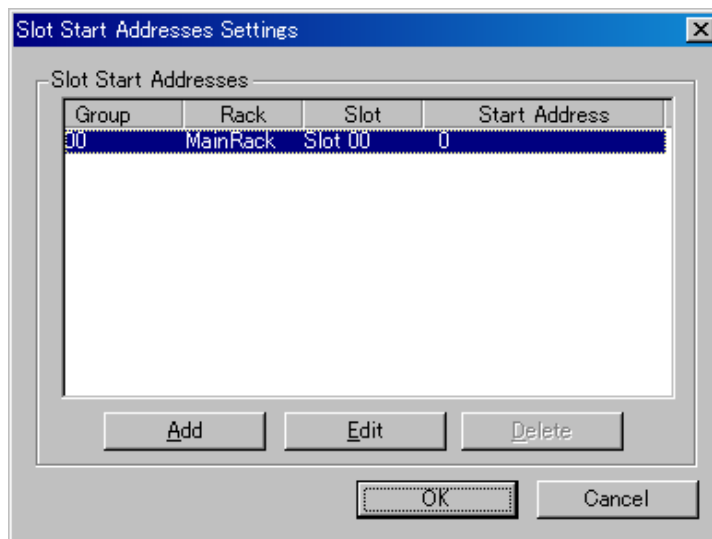 Slot Start Addresses Settings
Slot Start Addresses
Group Rack Slot Start Address
00 MainRack Slot 00 0
Add Edit Delete
OK Cancel